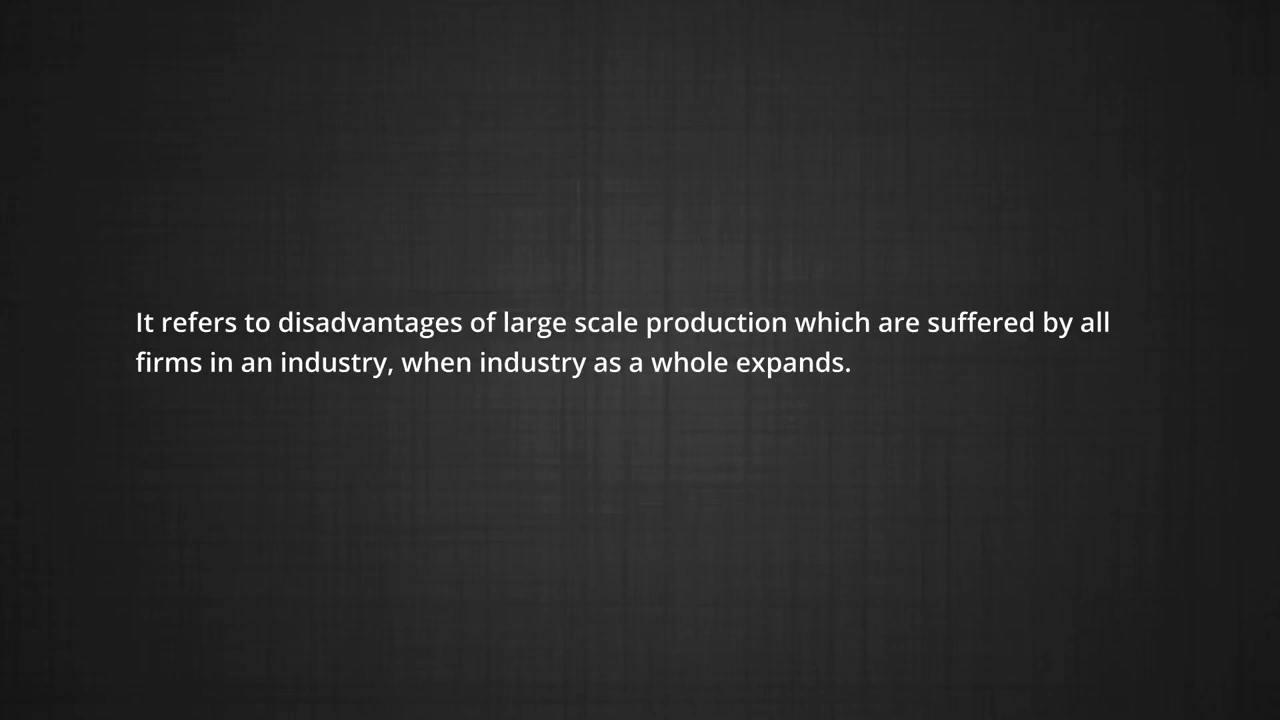 It refers to disadvantages of large scale production which are suffered by all
firms in an industry, when industry as a whole expands.